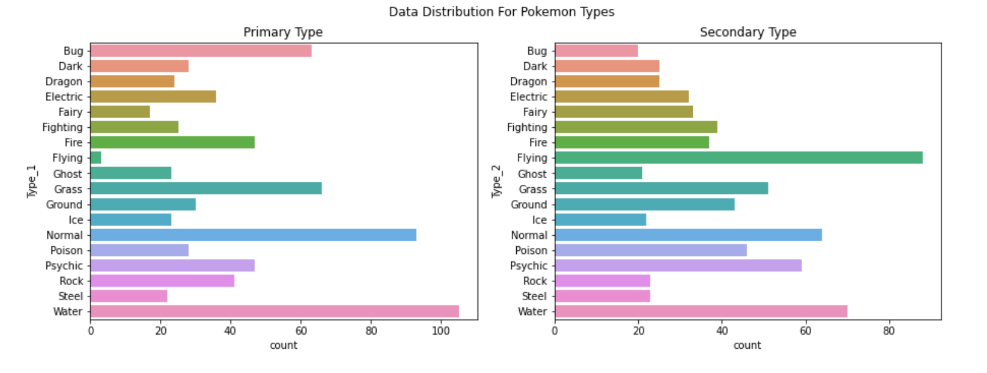 Data Distribution For Pokemon Types
Primary Type
Type_1
Bug
Dark
Dragon
Electric
Fairy
Fighting
Fire
Flying
Ghost
Grass
Ground
Ice
Normal
Poison
Psychic
Rock
Steel
Water
0 20 40 60 80 100
count
Secondary Type
Type_2
Bug
Dark
Dragon
Electric
Fairy
Fighting
Fire
Flying
Ghost
Grass
Ground
Ice
Normal
Poison
Psychic
Rock
Steel
Water
0 20 40 60 80
count